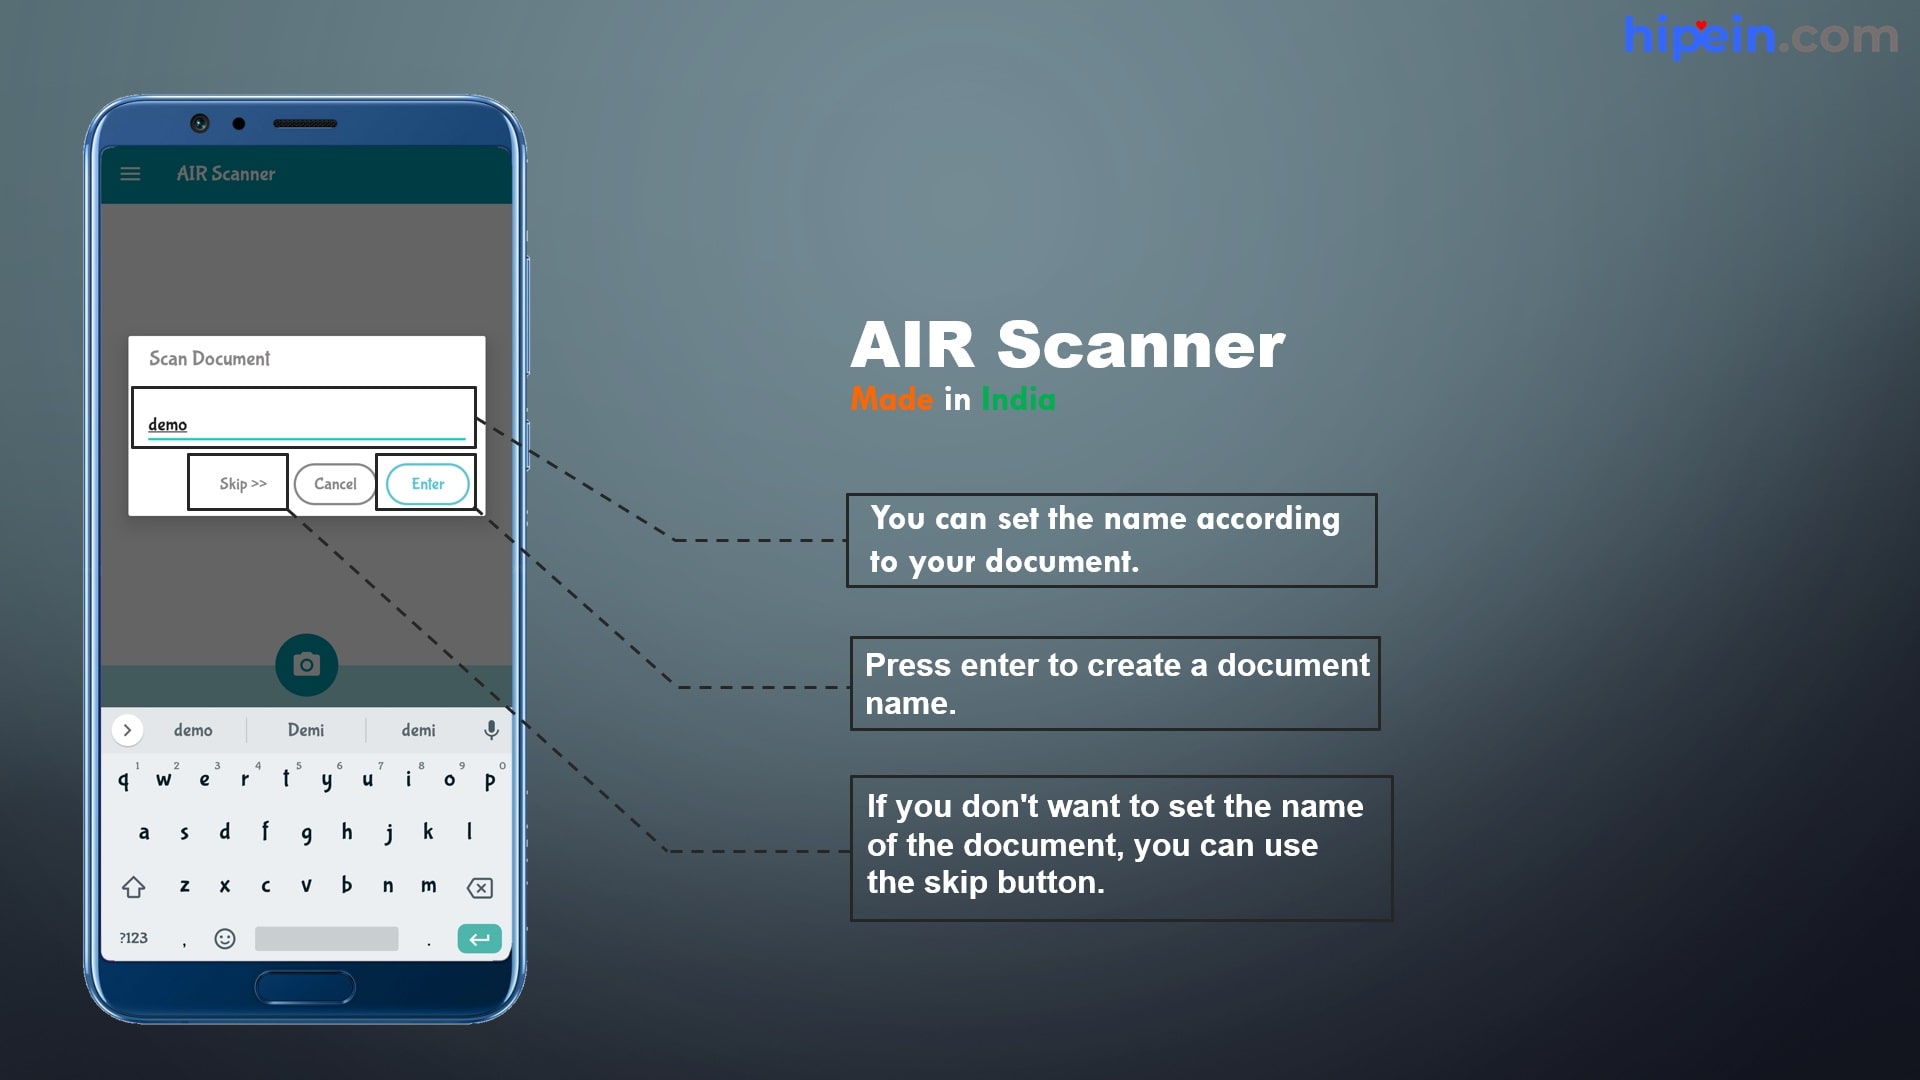 hipein.com
AIR Scanner
Scan Document
demo
Skip >> Cancel Enter
demo Demi demi
1 2 3 4 5 6 7 8 9 0
q w e r t y u i o p
a s d f g h j k l
z x c v b n m
?123 , .
AIR Scanner
Made in India
You can set the name according
to your document.
Press enter to create a document
name.
If you don't want to set the name
of the document, you can use
the skip button.